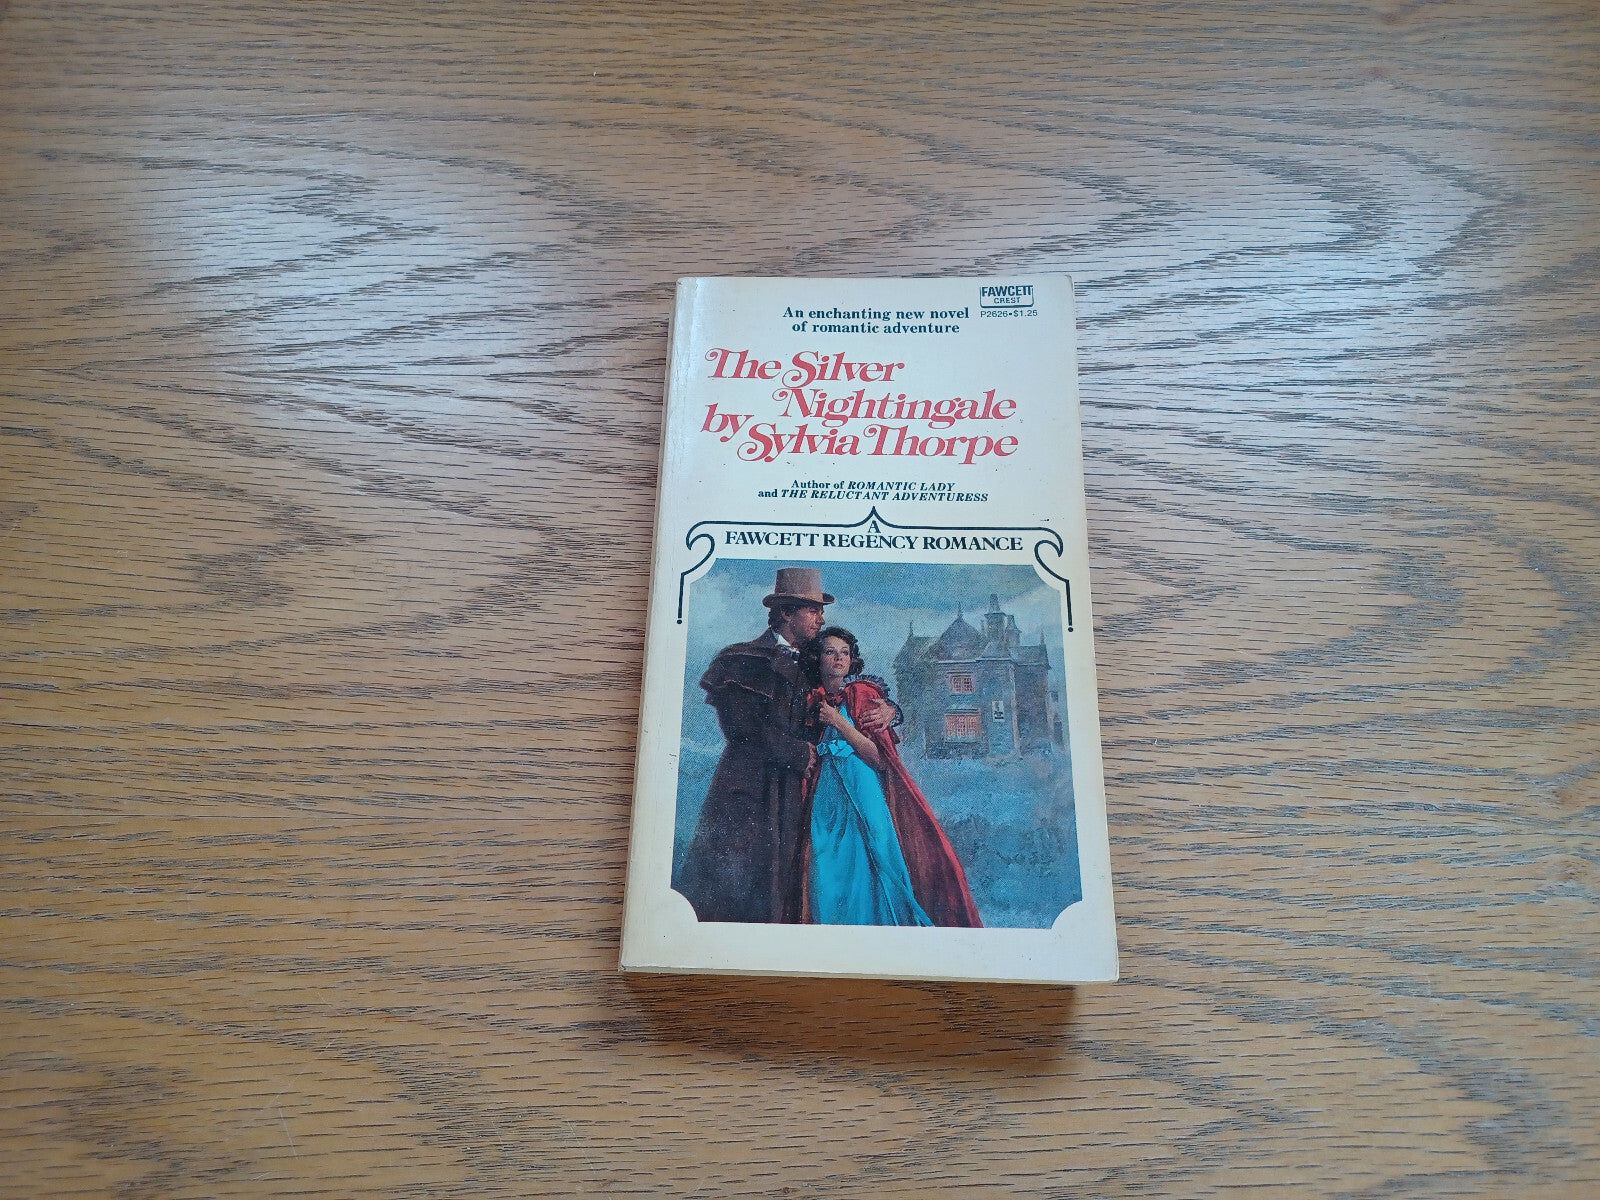 FAWCETT
CREST
P2626•$1.25
An enchanting new novel
of romantic adventure
The Silver
Nightingale
by Sylvia Thorpe
Author of ROMANTIC LADY
and THE RELUCTANT ADVENTURESS
A
FAWCETT REGENCY ROMANCE